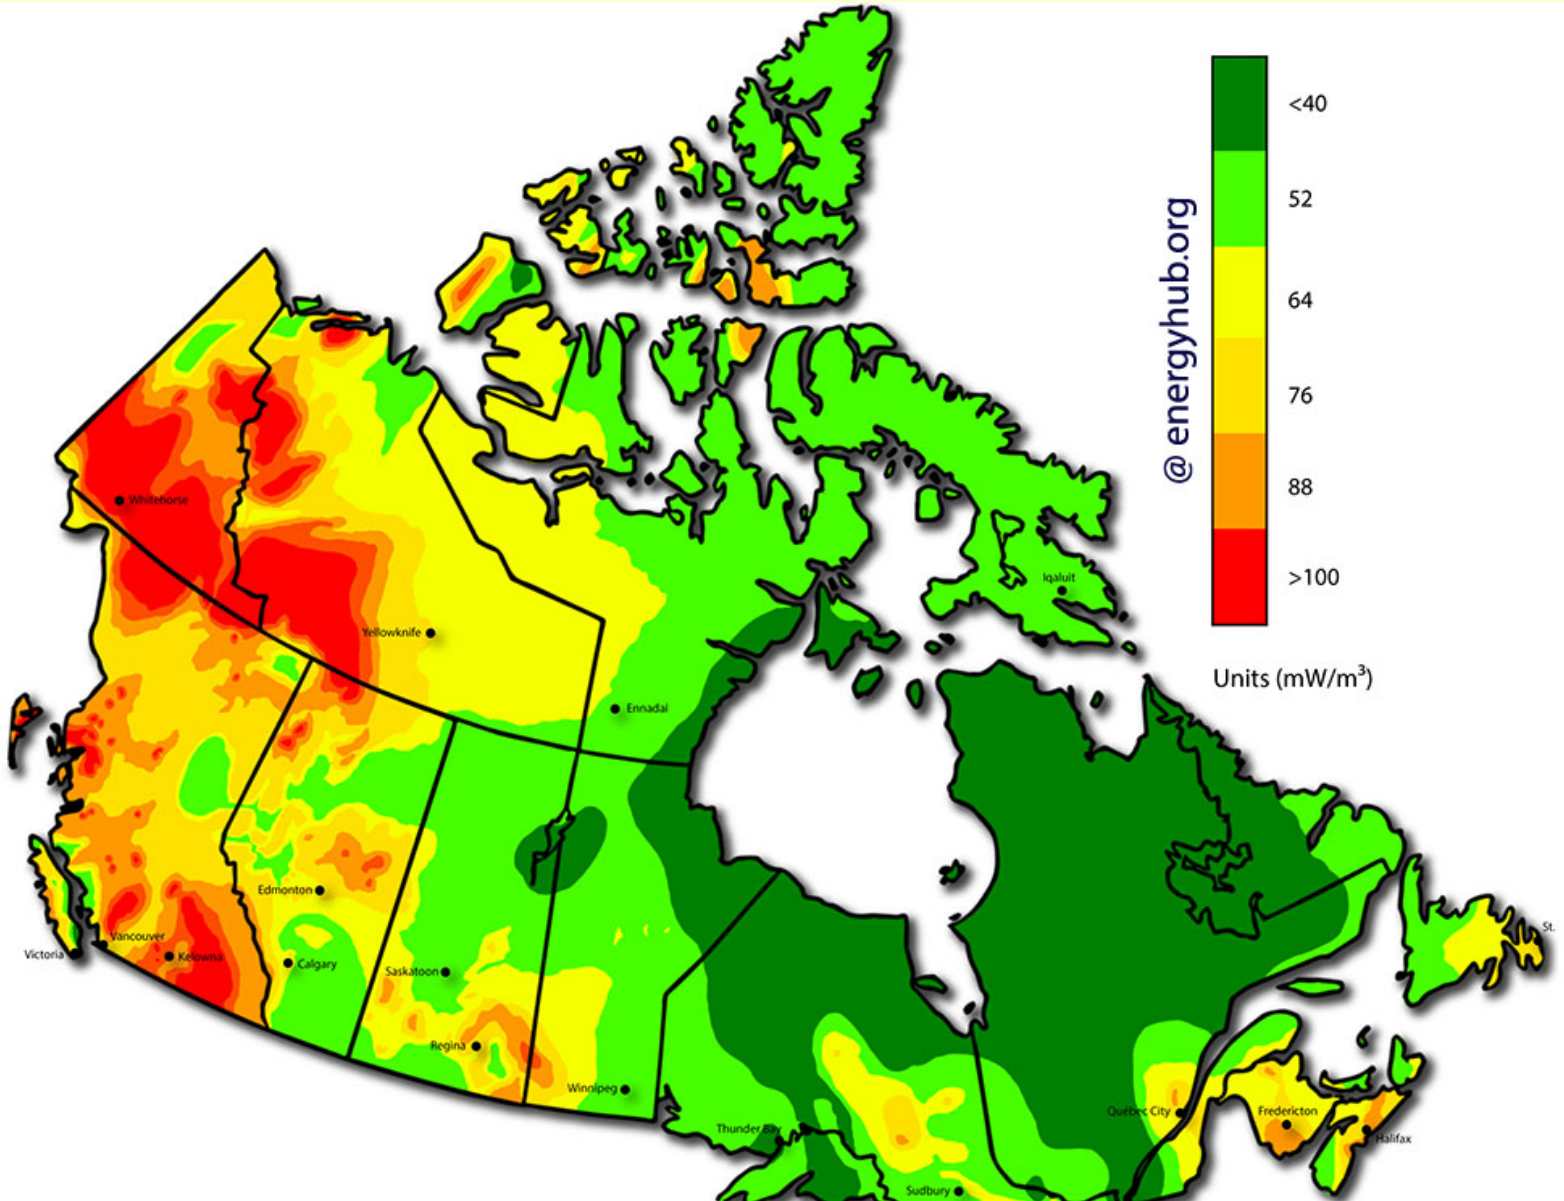 <40
52
64
76
88
>100
@ energyhub.org
Units (mW/m³)
Whitehorse
Yellowknife
Iqaluit
Ennadai
Edmonton
Vancouver
Victoria
Kelowna
Calgary
Saskatoon
Regina
Winnipeg
Thunder Bay
Sudbury
Québec City
Fredericton
Halifax
St.